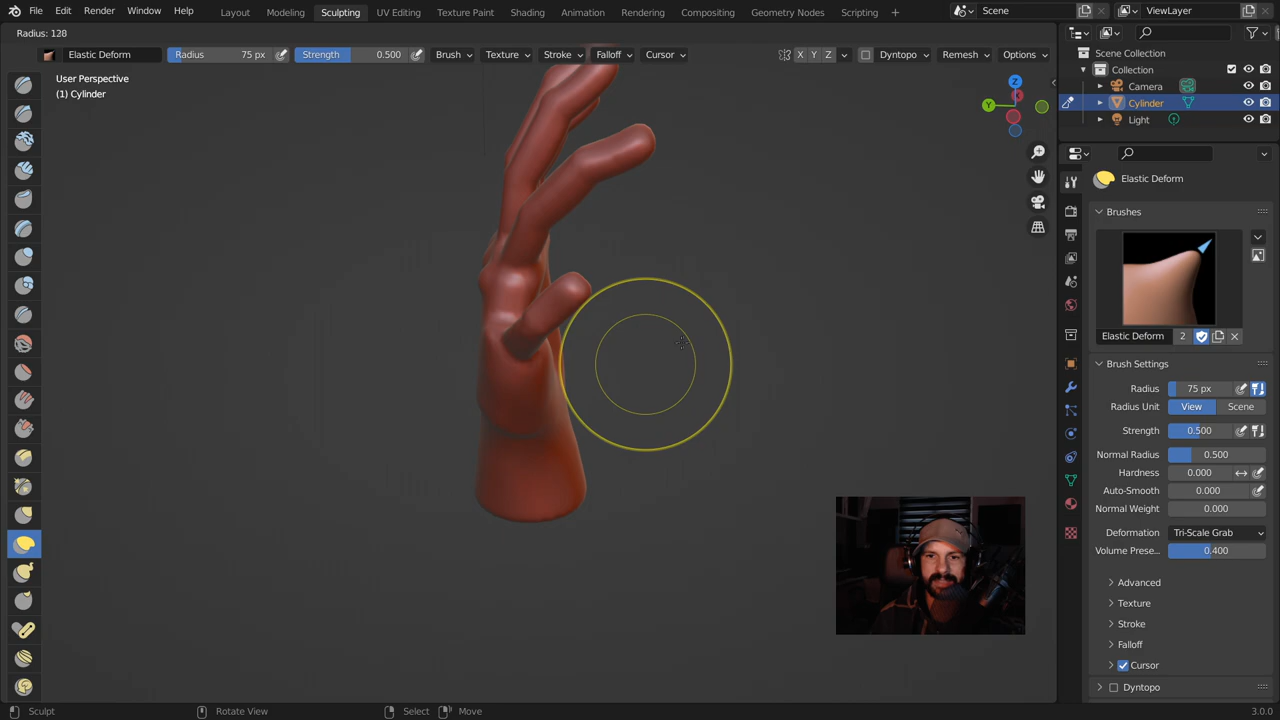 File Edit Render Window Help Layout Modeling Sculpting UV Editing Texture Paint Shading Animation Rendering Compositing Geometry Nodes Scripting + Scene ViewLayer
Radius: 128
Elastic Deform Radius 75 px Strength 0.500 Brush Texture Stroke Falloff Cursor X Y Z Dyntopo Remesh Options
User Perspective
(1) Cylinder
Z
Y
Scene Collection
Collection
Camera
Cylinder
Light
Elastic Deform
Brushes
Elastic Deform 2
Brush Settings
Radius 75 px
Radius Unit View Scene
Strength 0.500
Normal Radius 0.500
Hardness 0.000
Auto-Smooth 0.000
Normal Weight 0.000
Deformation Tri-Scale Grab
Volume Prese... 0.400
Advanced
Texture
Stroke
Falloff
Cursor
Dyntopo
Sculpt Rotate View Select Move 3.0.0